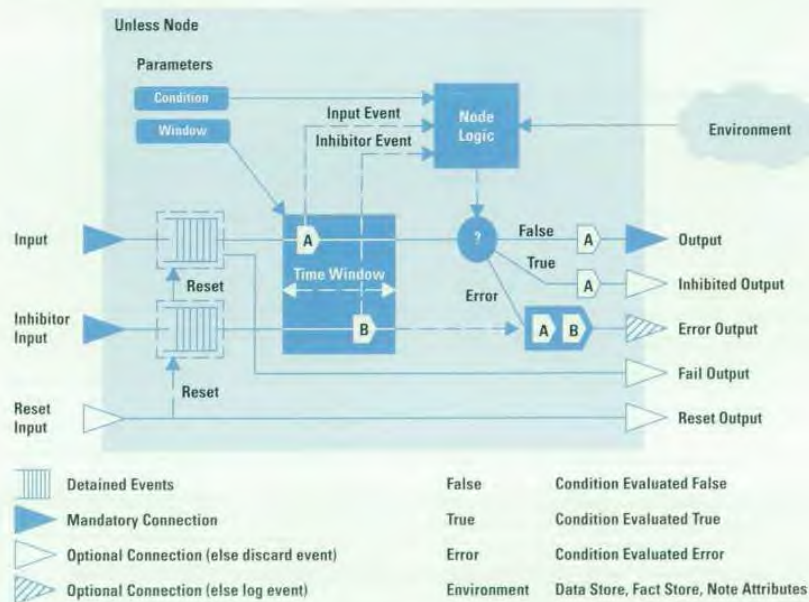 Unless Node
Parameters
Condition
Window
Input Event
Inhibitor Event
Node
Logic
Environment
Input
A
?
False
A
Output
True
A
Inhibited Output
Reset
Time Window
Error
Inhibitor
Input
B
A
B
Error Output
Fail Output
Reset
Reset
Input
Reset Output
Detained Events
False
Condition Evaluated False
Mandatory Connection
True
Condition Evaluated True
Optional Connection (else discard event)
Error
Condition Evaluated Error
Optional Connection (else log event)
Environment
Data Store, Fact Store, Note Attributes